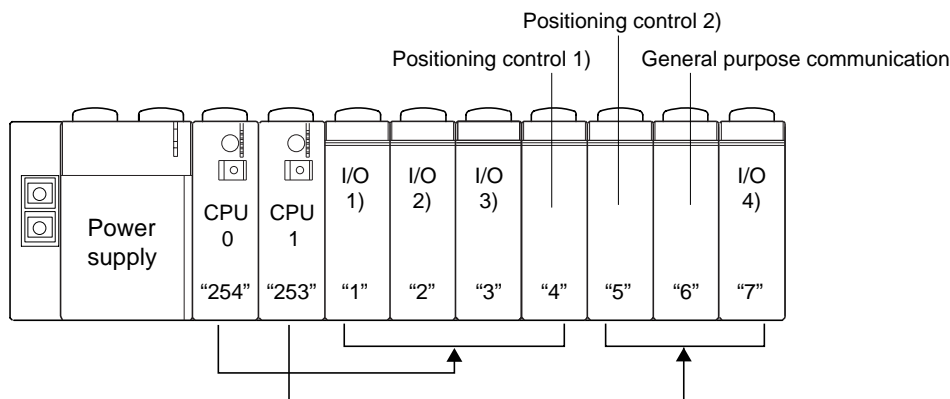 Positioning control 2)
Positioning control 1)
General purpose communication
Power
supply
CPU
0
“254”
CPU
1
“253”
I/O
1)
“1”
I/O
2)
“2”
I/O
3)
“3”
“4”
“5”
“6”
I/O
4)
“7”